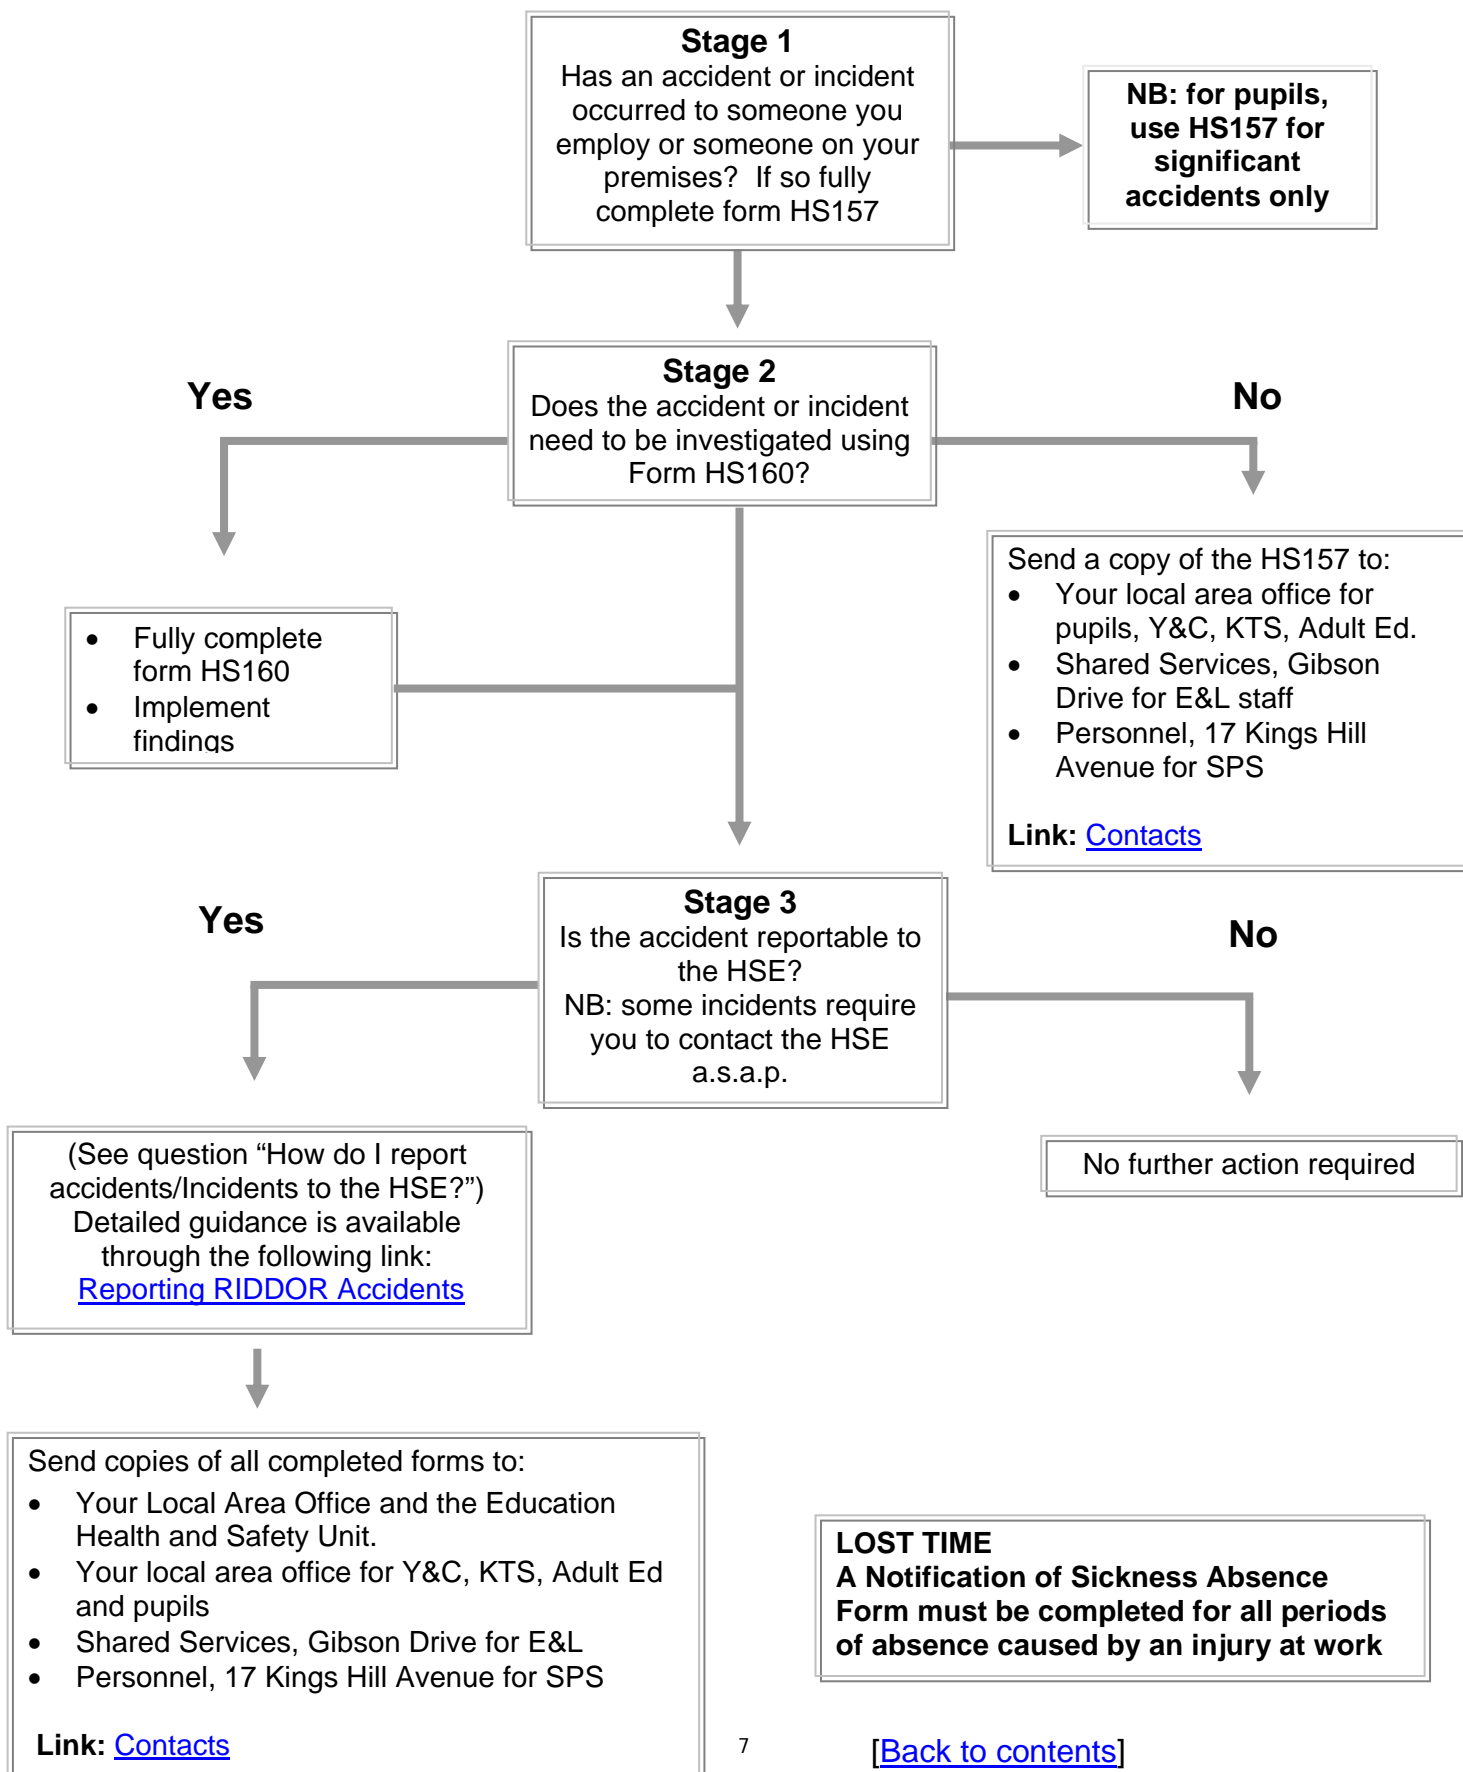 Stage 1
Has an accident or incident
occurred to someone you
employ or someone on your
premises?  If so fully
complete form HS157
NB: for pupils,
use HS157 for
significant
accidents only
Yes
Stage 2
Does the accident or incident
need to be investigated using
Form HS160?
No
• Fully complete
form HS160
• Implement
findings
Send a copy of the HS157 to:
• Your local area office for
pupils, Y&C, KTS, Adult Ed.
• Shared Services, Gibson
Drive for E&L staff
• Personnel, 17 Kings Hill
Avenue for SPS
Link: Contacts
Yes
Stage 3
Is the accident reportable to
the HSE?
NB: some incidents require
you to contact the HSE
a.s.a.p.
No
(See question “How do I report
accidents/Incidents to the HSE?”)
Detailed guidance is available
through the following link:
Reporting RIDDOR Accidents
No further action required
Send copies of all completed forms to:
• Your Local Area Office and the Education
Health and Safety Unit.
• Your local area office for Y&C, KTS, Adult Ed
and pupils
• Shared Services, Gibson Drive for E&L
• Personnel, 17 Kings Hill Avenue for SPS
Link: Contacts
LOST TIME
A Notification of Sickness Absence
Form must be completed for all periods
of absence caused by an injury at work
7
[Back to contents]